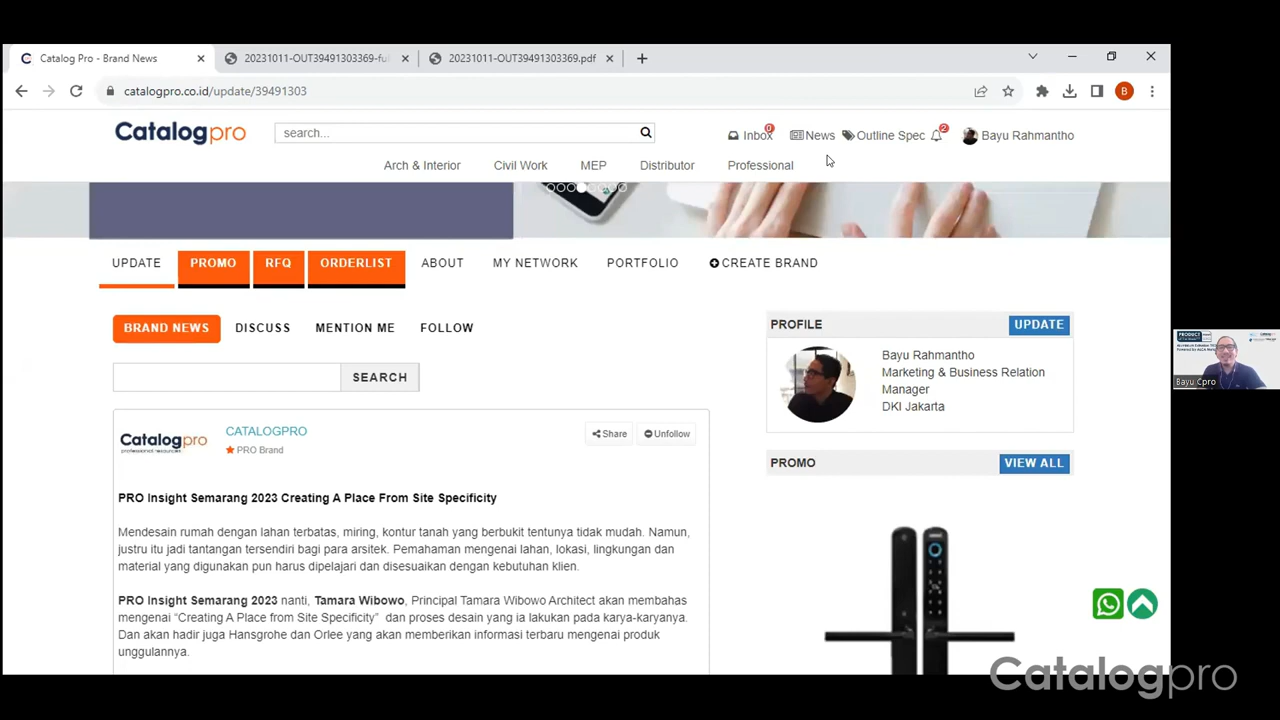 Catalog Pro - Brand News
20231011-OUT39491303369-ful
20231011-OUT39491303369.pdf
catalogpro.co.id/update/39491303
B
Catalogpro
search...
Inbox
0
News
Outline Spec
2
Bayu Rahmantho
Arch & Interior
Civil Work
MEP
Distributor
Professional
UPDATE
PROMO
RFQ
ORDERLIST
ABOUT
MY NETWORK
PORTFOLIO
CREATE BRAND
BRAND NEWS
DISCUSS
MENTION ME
FOLLOW
SEARCH
Catalogpro
CATALOGPRO
PRO Brand
Share
Unfollow
PRO Insight Semarang 2023 Creating A Place From Site Specificity
Mendesain rumah dengan lahan terbatas, miring, kontur tanah yang berbukit tentunya tidak mudah. Namun,
justru itu jadi tantangan tersendiri bagi para arsitek. Pemahaman mengenai lahan, lokasi, lingkungan dan
material yang digunakan pun harus dipelajari dan disesuaikan dengan kebutuhan klien.
PRO Insight Semarang 2023 nanti, Tamara Wibowo, Principal Tamara Wibowo Architect akan membahas
mengenai “Creating A Place from Site Specificity” dan proses desain yang ia lakukan pada karya-karyanya.
Dan akan hadir juga Hansgrohe dan Orlee yang akan memberikan informasi terbaru mengenai produk
unggulannya.
PROFILE
UPDATE
Bayu Rahmantho
Marketing & Business Relation
Manager
DKI Jakarta
PROMO
VIEW ALL
PRODUCT
Bayu Cpro
Catalogpro